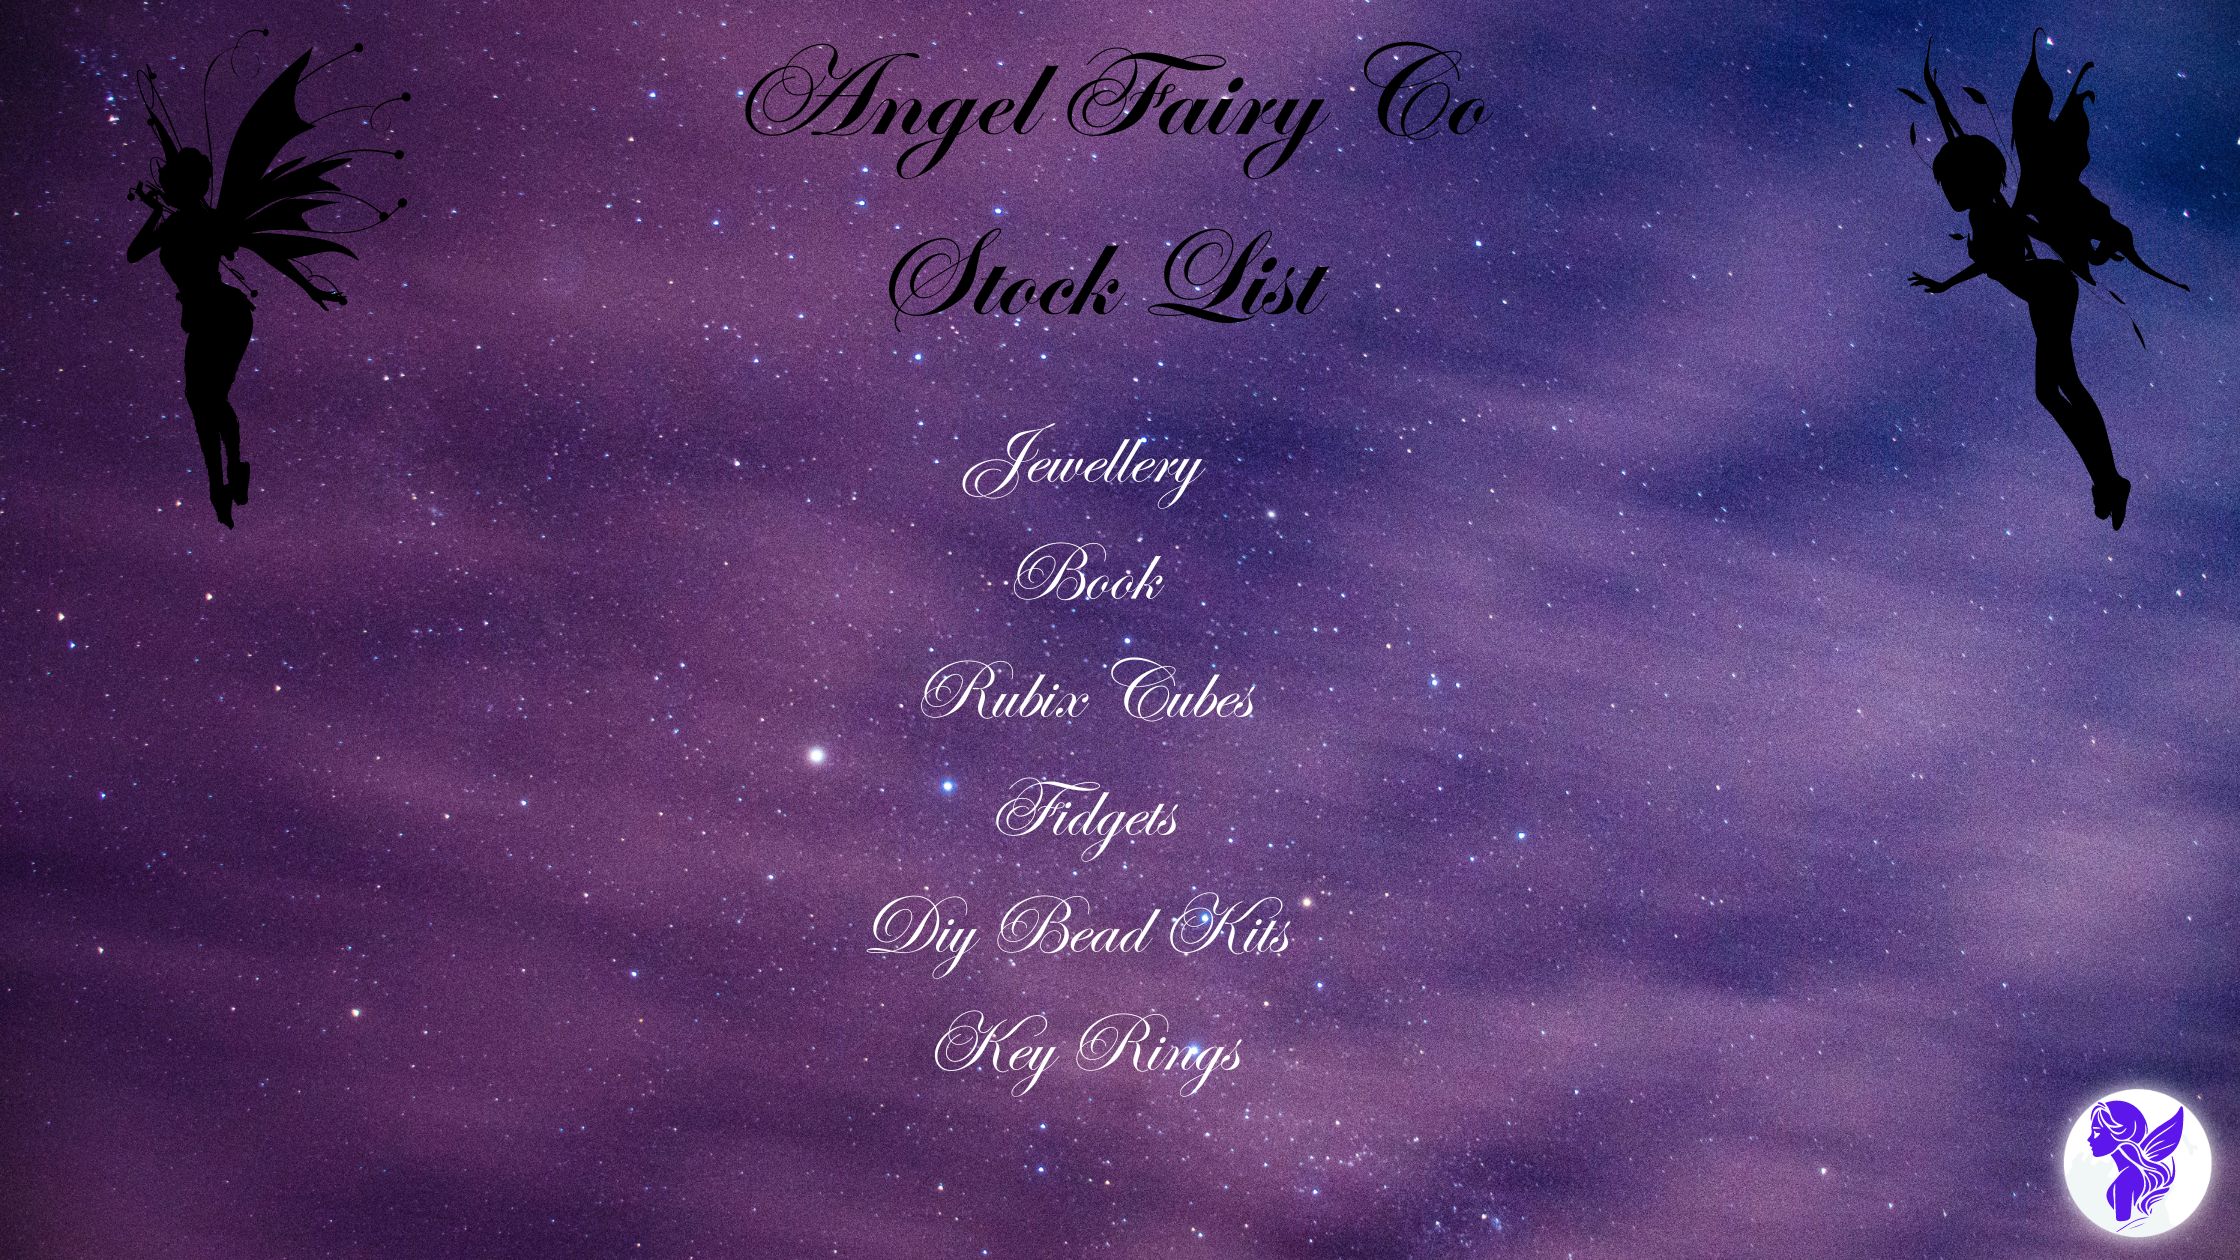 Angel Fairy Co
Stock List
Jewellery
Book
Rubix Cubes
Fidgets
Diy Bead Kits
Key Rings